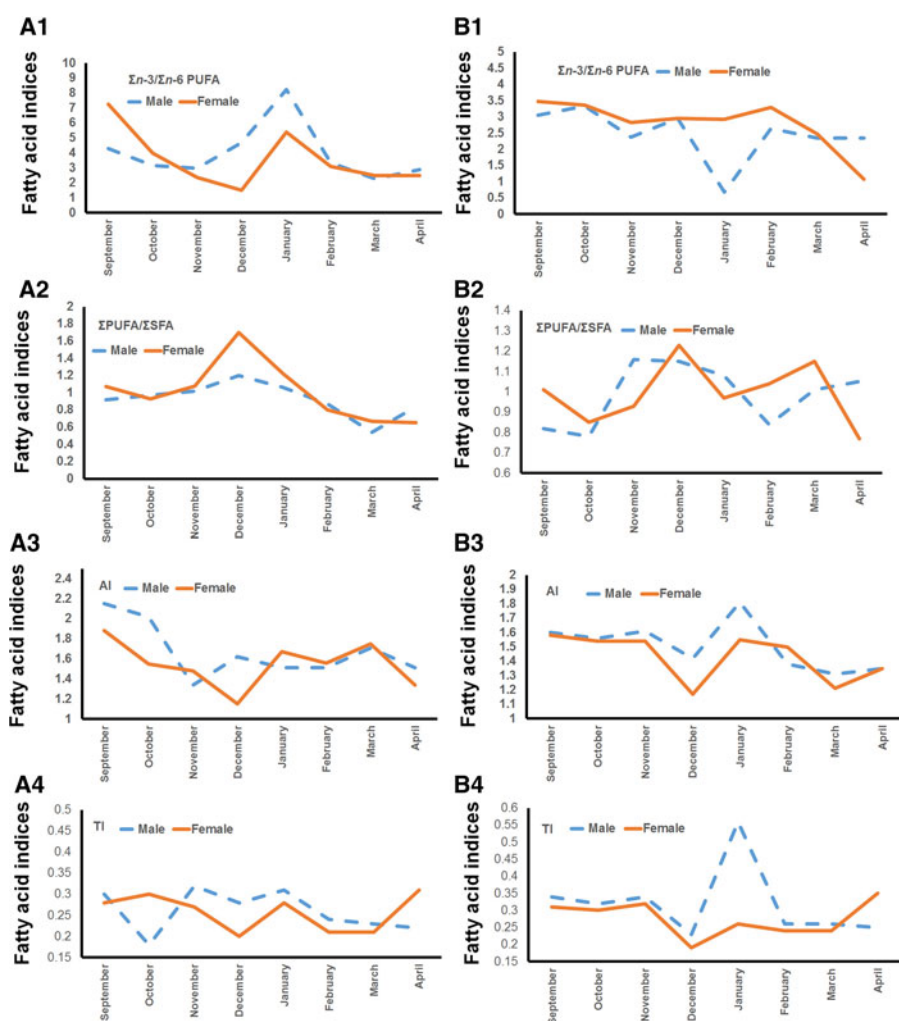 A1
Σn-3/Σn-6 PUFA
Male Female
Fatty acid indices
10
9
8
7
6
5
4
3
2
1
0
September
October
November
December
January
February
March
April
B1
Σn-3/Σn-6 PUFA Male Female
Fatty acid indices
5
4.5
4
3.5
3
2.5
2
1.5
1
0.5
0
September
October
November
December
January
February
March
April
A2
ΣPUFA/ΣSFA
Male Female
Fatty acid indices
2
1.8
1.6
1.4
1.2
1
0.8
0.6
0.4
0.2
0
September
October
November
December
January
February
March
April
B2
ΣPUFA/ΣSFA Male Female
Fatty acid indices
1.4
1.3
1.2
1.1
1
0.9
0.8
0.7
0.6
September
October
November
December
January
February
March
April
A3
AI Male Female
Fatty acid indices
2.4
2.2
2
1.8
1.6
1.4
1.2
1
September
October
November
December
January
February
March
April
B3
AI Male Female
Fatty acid indices
2
1.9
1.8
1.7
1.6
1.5
1.4
1.3
1.2
1.1
1
September
October
November
December
January
February
March
April
A4
TI Male Female
Fatty acid indices
0.5
0.45
0.4
0.35
0.3
0.25
0.2
0.15
September
October
November
December
January
February
March
April
B4
TI Male Female
Fatty acid indices
0.6
0.55
0.5
0.45
0.4
0.35
0.3
0.25
0.2
0.15
September
October
November
December
January
February
March
April